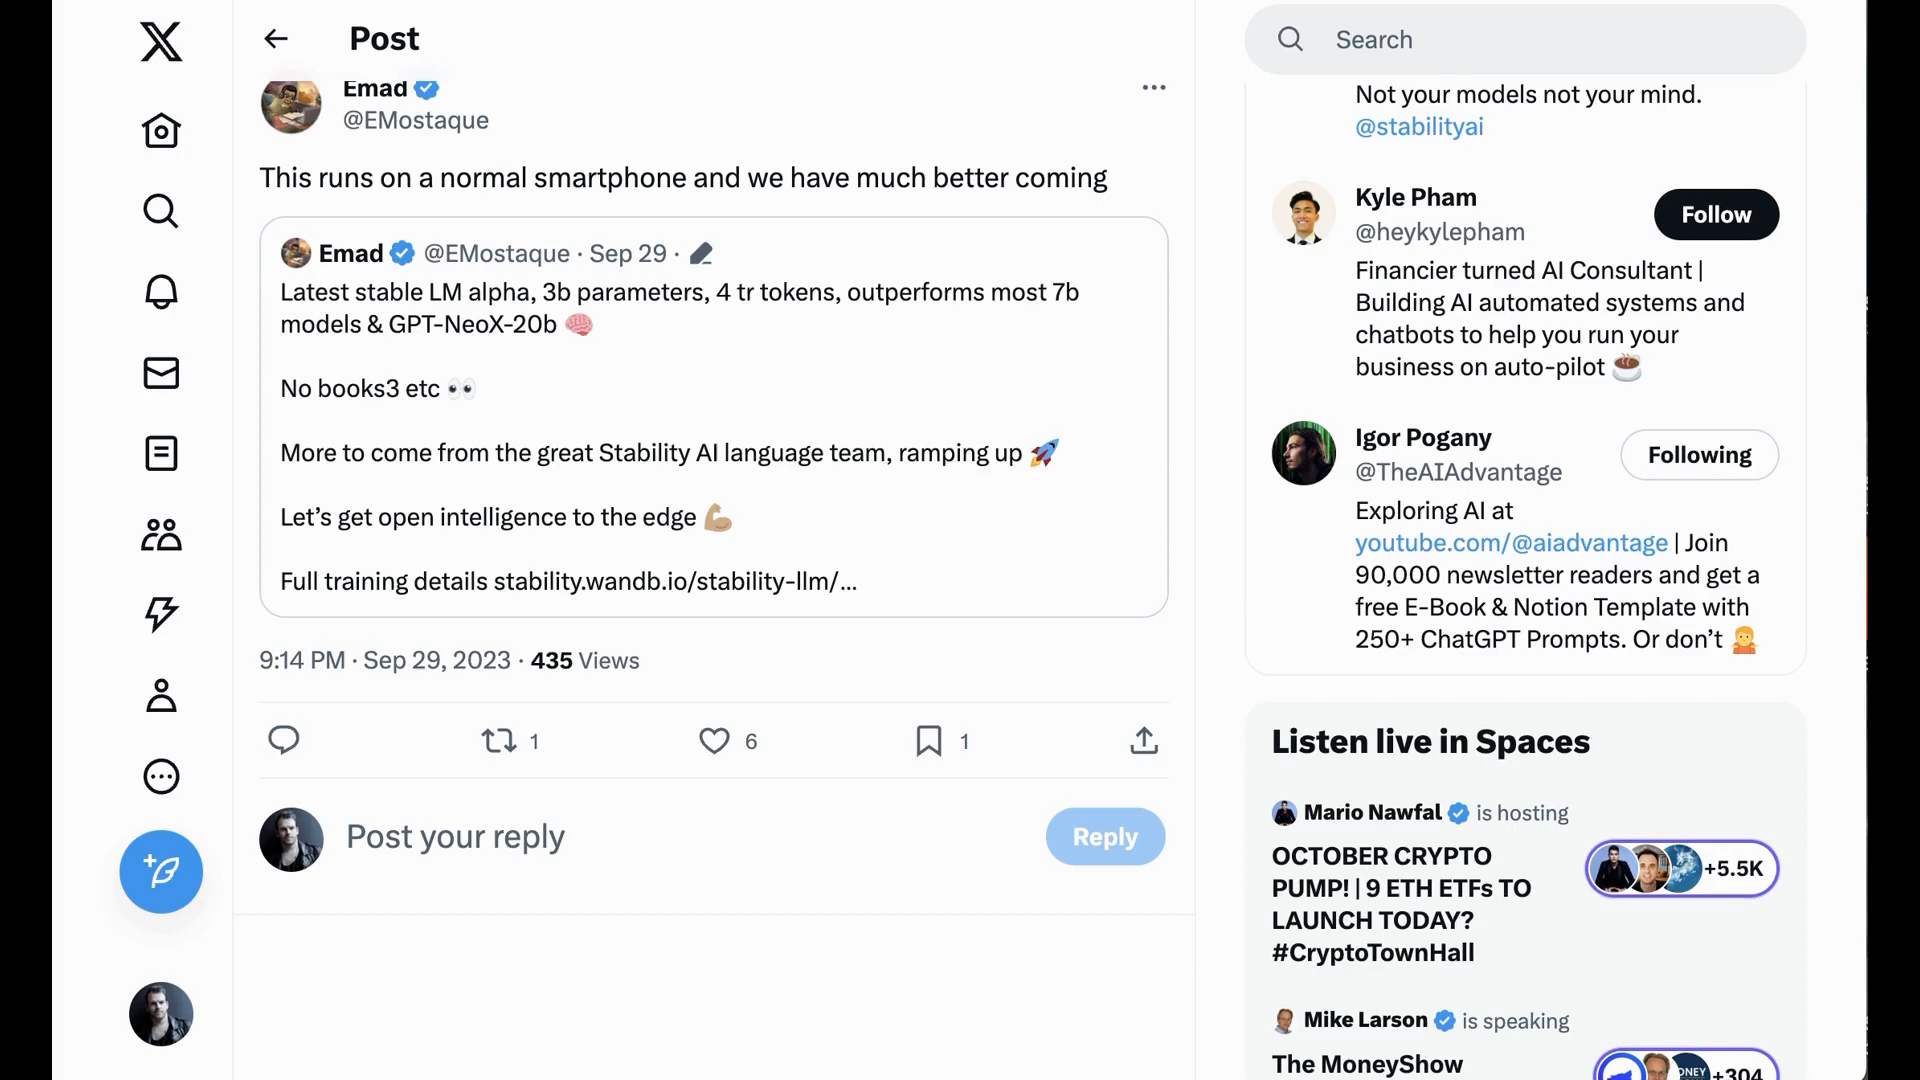 Post
Emad
@EMostaque
This runs on a normal smartphone and we have much better coming
Emad @EMostaque · Sep 29 ·
Latest stable LM alpha, 3b parameters, 4 tr tokens, outperforms most 7b
models & GPT-NeoX-20b 🧠
No books3 etc 👀
More to come from the great Stability AI language team, ramping up 🚀
Let’s get open intelligence to the edge 💪🏽
Full training details stability.wandb.io/stability-llm/...
9:14 PM · Sep 29, 2023 · 435 Views
1
6
1
Post your reply
Reply
Search
Not your models not your mind.
@stabilityai
Kyle Pham
@heykylepham
Follow
Financier turned AI Consultant |
Building AI automated systems and
chatbots to help you run your
business on auto-pilot ☕
Igor Pogany
@TheAIAdvantage
Following
Exploring AI at
youtube.com/@aiadvantage | Join
90,000 newsletter readers and get a
free E-Book & Notion Template with
250+ ChatGPT Prompts. Or don’t 🤷
Listen live in Spaces
Mario Nawfal is hosting
OCTOBER CRYPTO
PUMP! | 9 ETH ETFs TO
LAUNCH TODAY?
#CryptoTownHall
+5.5K
Mike Larson is speaking
The MoneyShow
+304